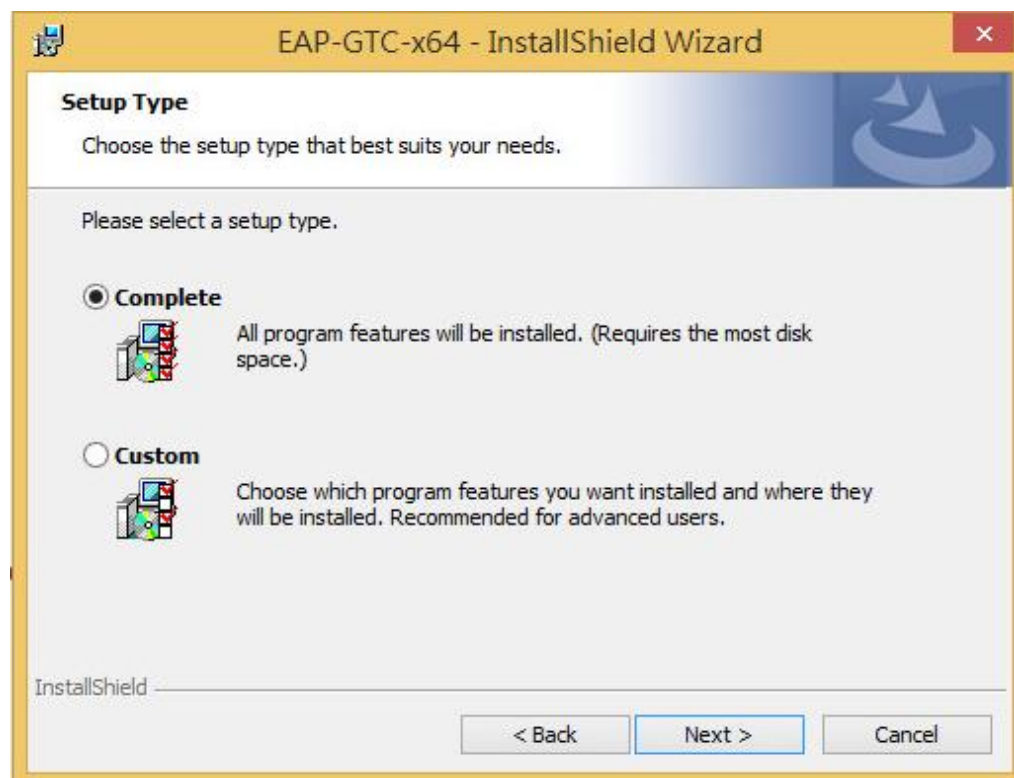 EAP-GTC-x64 - InstallShield Wizard
Setup Type
Choose the setup type that best suits your needs.
Please select a setup type.
Complete
All program features will be installed. (Requires the most disk
space.)
Custom
Choose which program features you want installed and where they
will be installed. Recommended for advanced users.
InstallShield
< Back Next > Cancel